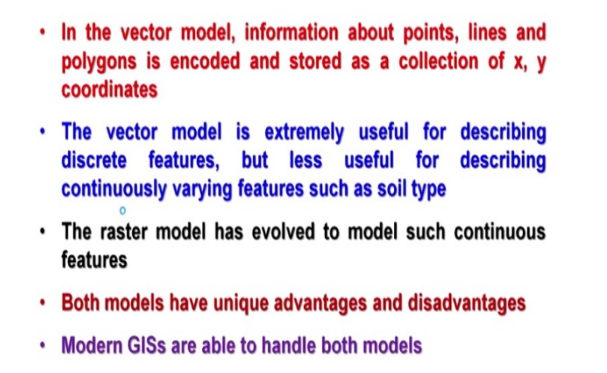 • In the vector model, information about points, lines and
polygons is encoded and stored as a collection of x, y
coordinates
• The vector model is extremely useful for describing
discrete features, but less useful for describing
continuously varying features such as soil type
• The raster model has evolved to model such continuous
features
• Both models have unique advantages and disadvantages
• Modern GISs are able to handle both models